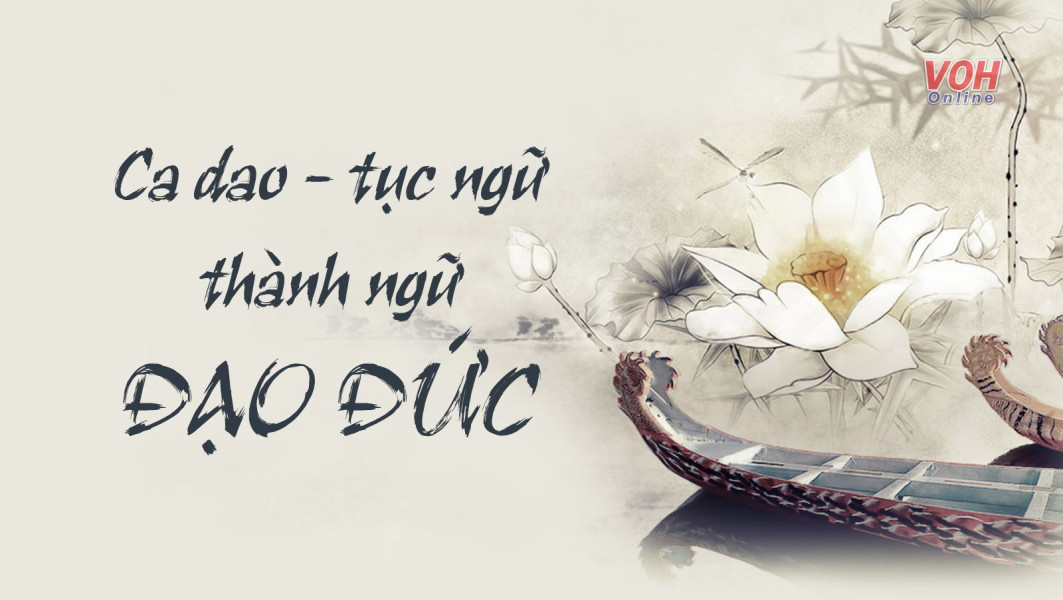 VOH
Online
Ca dao - tục ngữ
thành ngữ
ĐẠO ĐỨC